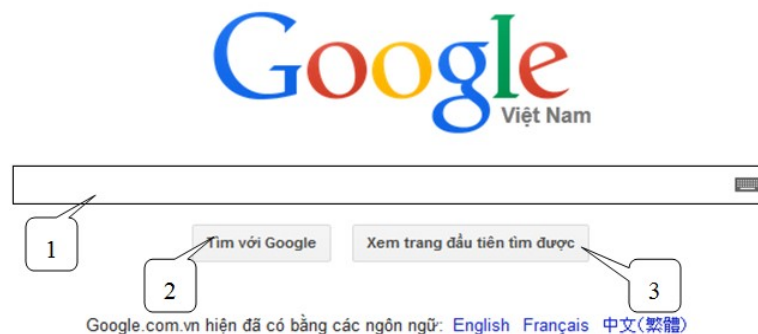 Google
Việt Nam
1
Tìm với Google Xem trang đầu tiên tìm được
2 3
Google.com.vn hiện đã có bằng các ngôn ngữ: English Français 中文(繁體)